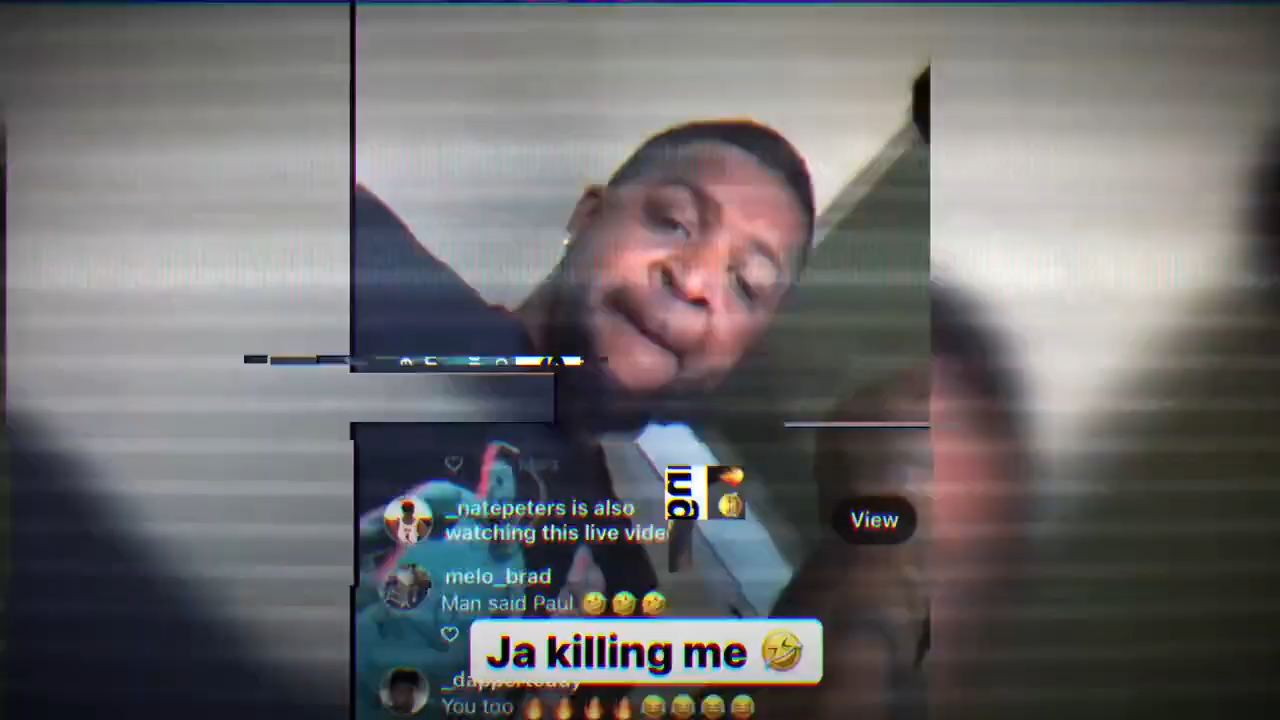 _natepeters is also
watching this live vide
View
melo_brad
Man said Paul 🤣🤣🤣
Ja killing me 🤣
You too 🔥🔥🔥🔥😂😂😂😂